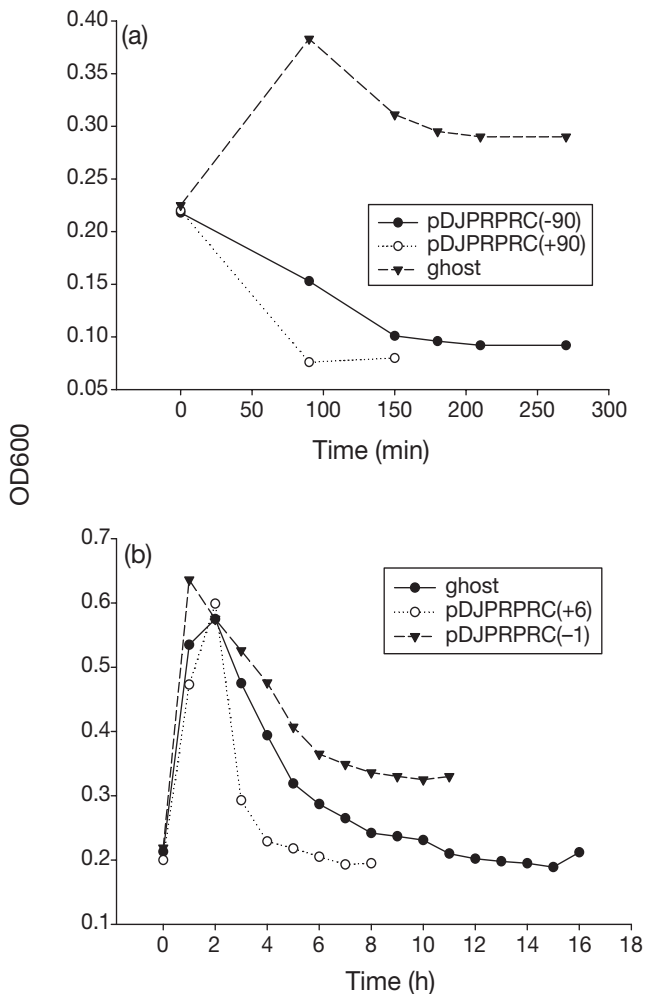 0.40
(a)
0.35
0.30
0.25
0.20
0.15
0.10
0.05
pDJPRPRC(-90)
pDJPRPRC(+90)
ghost
0 50 100 150 200 250 300
Time (min)
OD600
0.7
(b)
0.6
0.5
0.4
0.3
0.2
0.1
ghost
pDJPRPRC(+6)
pDJPRPRC(–1)
0 2 4 6 8 10 12 14 16 18
Time (h)